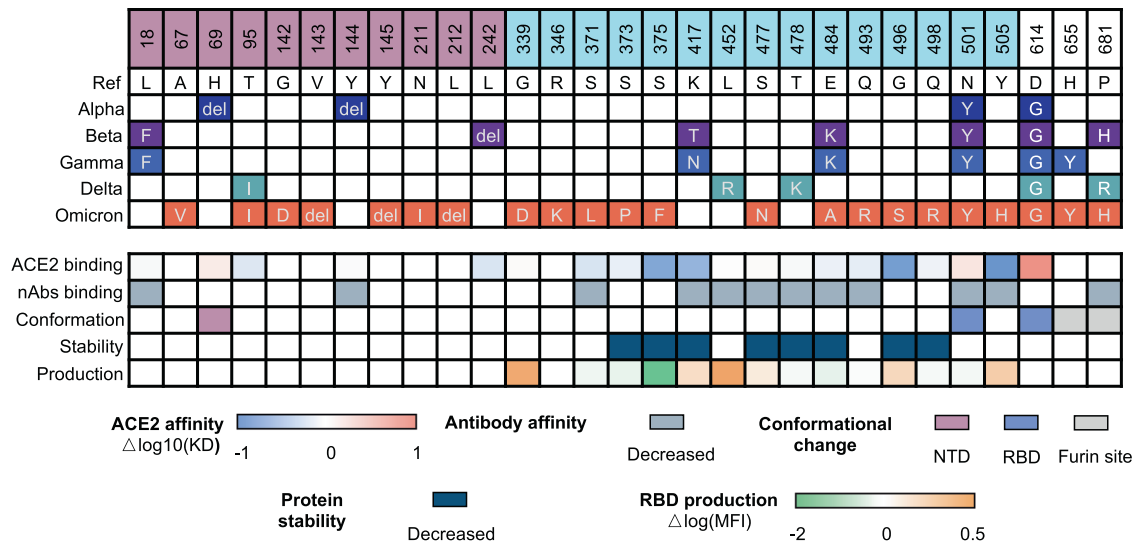 18 67 69 95 142 143 144 145 211 212 242 339 346 371 373 375 417 452 477 478 484 493 496 498 501 505 614 655 681
Ref L A H T G V Y Y N L L G R S S S K L S T E Q G Q N Y D H P
Alpha del del Y G
Beta F del T K Y G H
Gamma F N K Y G Y
Delta I R K G R
Omicron V I D del del I del D K L P F N A R S R Y H G Y H
ACE2 binding
nAbs binding
Conformation
Stability
Production
ACE2 affinity
△log10(KD)
-1 0 1
Antibody affinity
Decreased
Conformational
change
NTD RBD Furin site
Protein
stability
Decreased
RBD production
△log(MFI)
-2 0 0.5